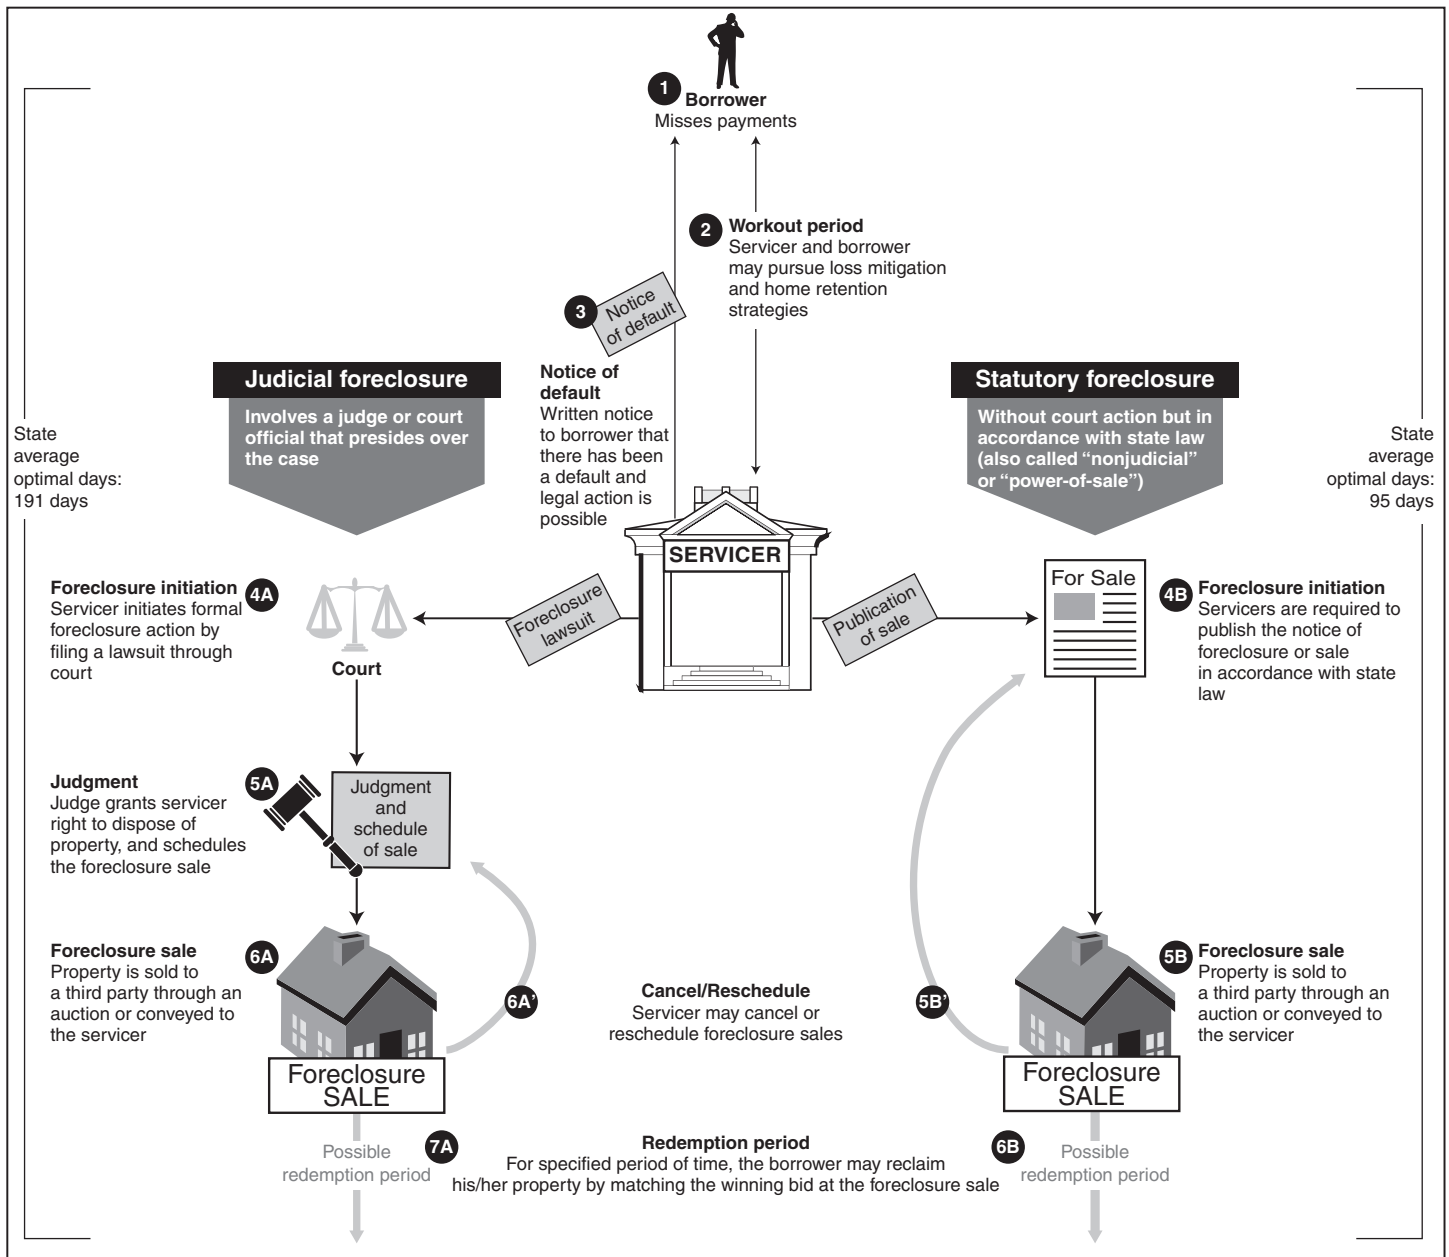 1
Borrower
Misses payments
2
Workout period
Servicer and borrower
may pursue loss mitigation
and home retention
strategies
3
Notice
of default
Notice of
default
Written notice
to borrower that
there has been
a default and
legal action is
possible
Judicial foreclosure
Involves a judge or court
official that presides over
the case
Statutory foreclosure
Without court action but in
accordance with state law
(also called “nonjudicial”
or “power-of-sale”)
State
average
optimal days:
191 days
State
average
optimal days:
95 days
SERVICER
Foreclosure initiation
4A
Servicer initiates formal
foreclosure action by
filing a lawsuit through
court
Court
Foreclosure
lawsuit
Publication
of sale
For Sale
4B
Foreclosure initiation
Servicers are required to
publish the notice of
foreclosure or sale
in accordance with state
law
Judgment
5A
Judge grants servicer
right to dispose of
property, and schedules
the foreclosure sale
Judgment
and
schedule
of sale
Foreclosure sale
6A
Property is sold to
a third party through an
auction or conveyed to
the servicer
6A’
Cancel/Reschedule
Servicer may cancel or
reschedule foreclosure sales
5B’
5B
Foreclosure sale
Property is sold to
a third party through an
auction or conveyed to
the servicer
Foreclosure
SALE
Foreclosure
SALE
Possible
redemption period
7A
Redemption period
For specified period of time, the borrower may reclaim
his/her property by matching the winning bid at the foreclosure sale
6B
Possible
redemption period